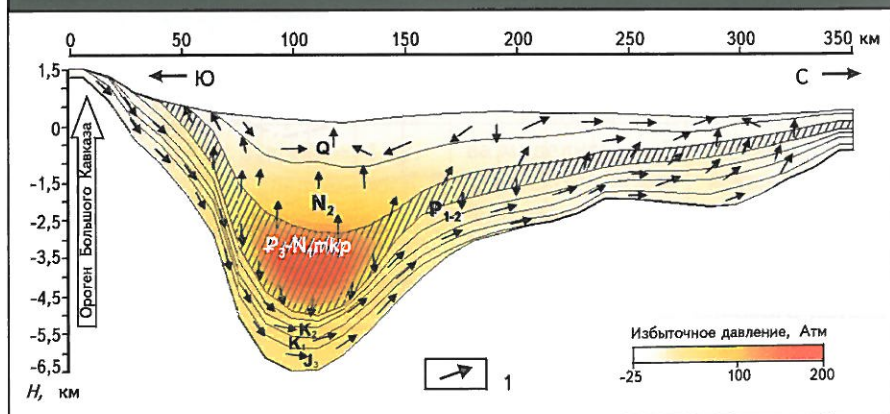 0 50 100 150 200 250 300 350 км
Ю С
1,5
0
-1,5
-2,5
-3,5
-4,5
-5,5
-6,5
H, км
Ороген Большого Кавказа
Q
N₂
P₁₋₂
P₃-N₁mkp
K₂
K₁
J₃
1
Избыточное давление, Атм
-25 100 200